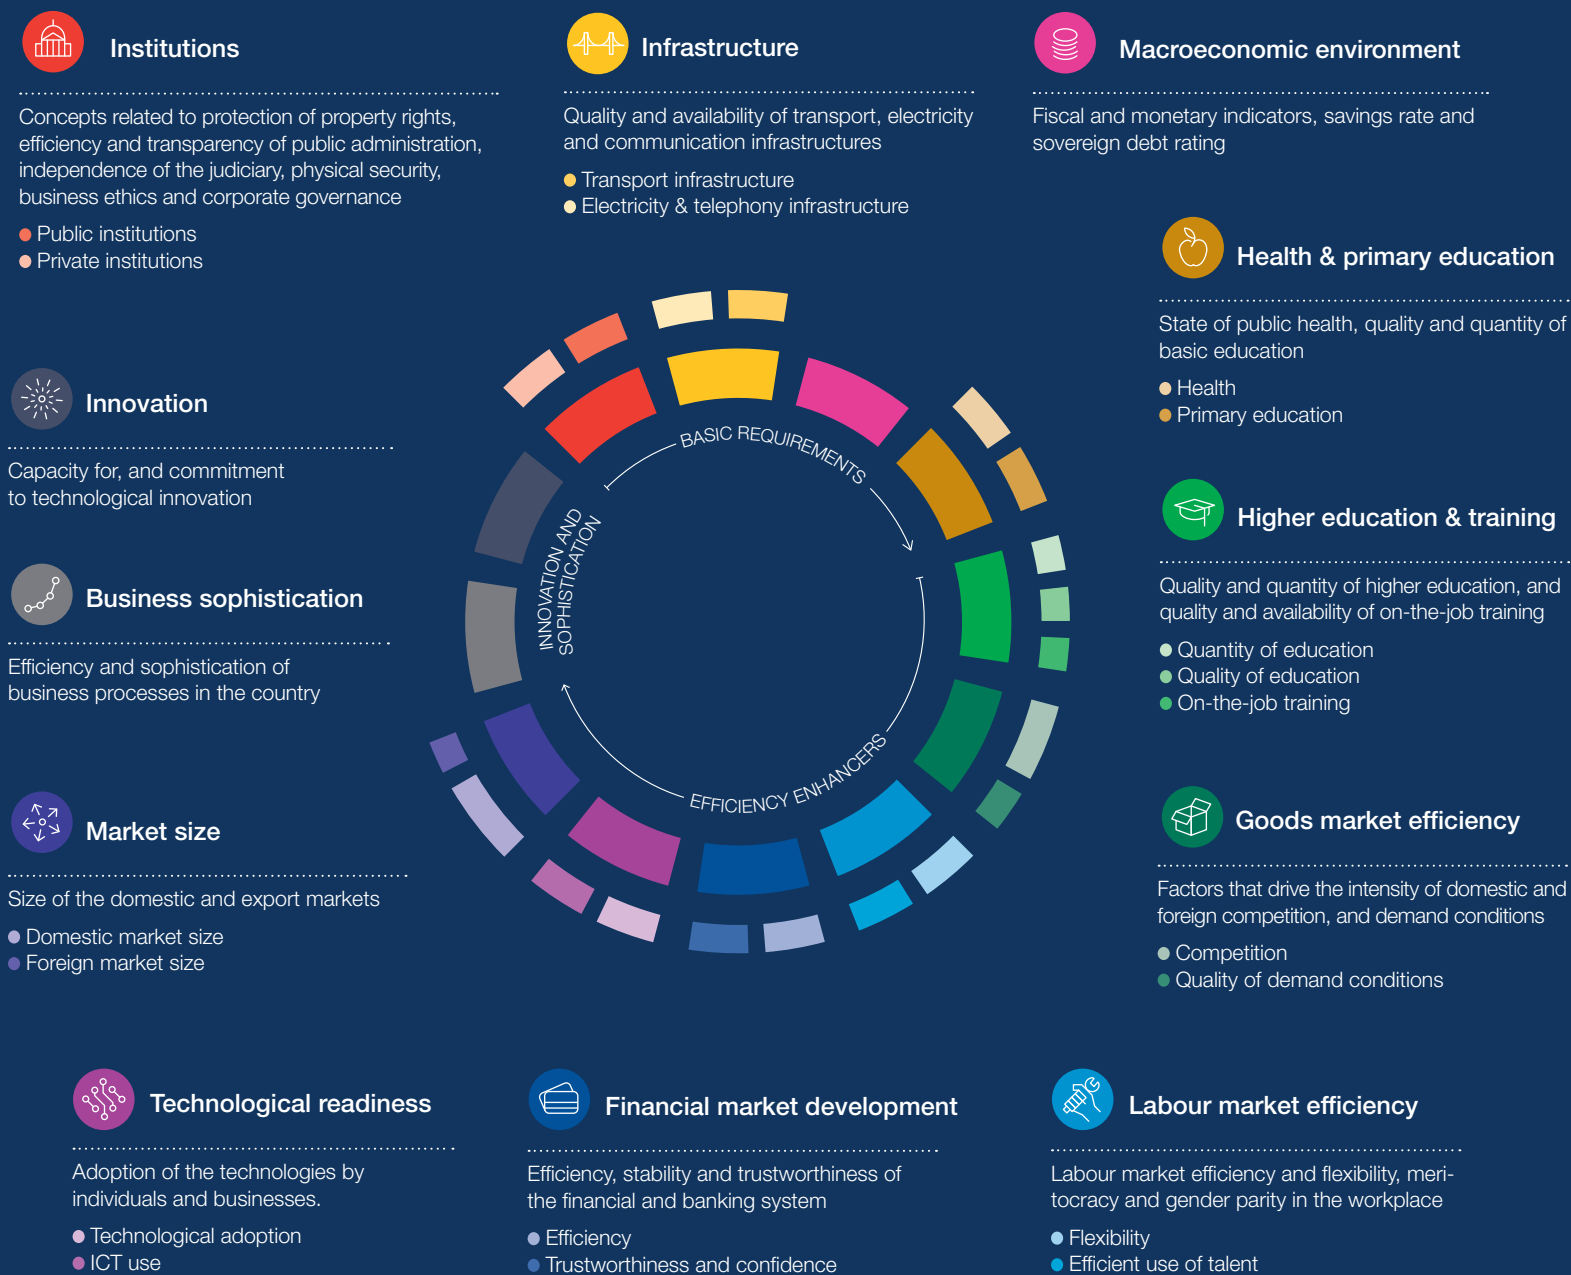 Institutions
Concepts related to protection of property rights,
efficiency and transparency of public administration,
independence of the judiciary, physical security,
business ethics and corporate governance
Public institutions
Private institutions
Infrastructure
Quality and availability of transport, electricity
and communication infrastructures
Transport infrastructure
Electricity & telephony infrastructure
Macroeconomic environment
Fiscal and monetary indicators, savings rate and
sovereign debt rating
Health & primary education
State of public health, quality and quantity of
basic education
Health
Primary education
Innovation
Capacity for, and commitment
to technological innovation
BASIC REQUIREMENTS
INNOVATION AND
SOPHISTICATION
EFFICIENCY ENHANCERS
Higher education & training
Quality and quantity of higher education, and
quality and availability of on-the-job training
Quantity of education
Quality of education
On-the-job training
Business sophistication
Efficiency and sophistication of
business processes in the country
Market size
Size of the domestic and export markets
Domestic market size
Foreign market size
Goods market efficiency
Factors that drive the intensity of domestic and
foreign competition, and demand conditions
Competition
Quality of demand conditions
Technological readiness
Adoption of the technologies by
individuals and businesses.
Technological adoption
ICT use
Financial market development
Efficiency, stability and trustworthiness of
the financial and banking system
Efficiency
Trustworthiness and confidence
Labour market efficiency
Labour market efficiency and flexibility, meri-
tocracy and gender parity in the workplace
Flexibility
Efficient use of talent